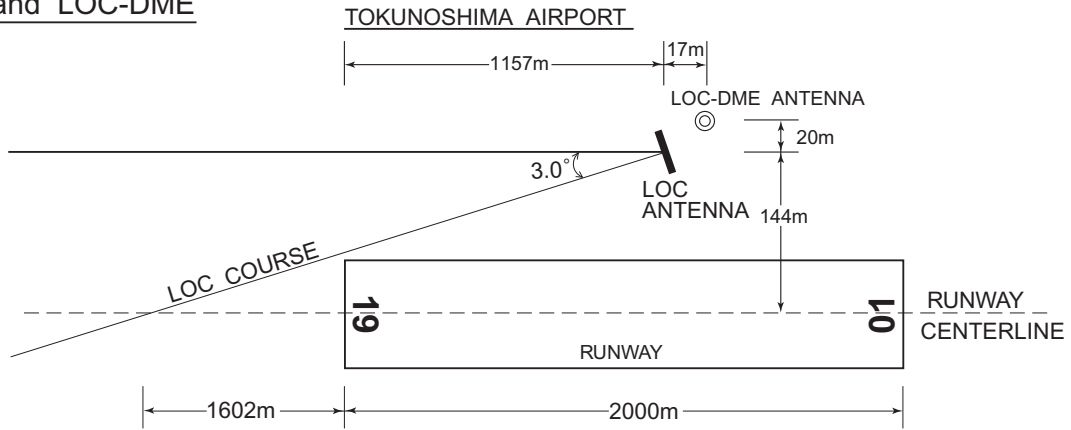 and LOC-DME
TOKUNOSHIMA AIRPORT
1157m
17m
LOC-DME ANTENNA
20m
3.0°
LOC
ANTENNA
144m
LOC COURSE
19
01
RUNWAY
CENTERLINE
RUNWAY
1602m
2000m